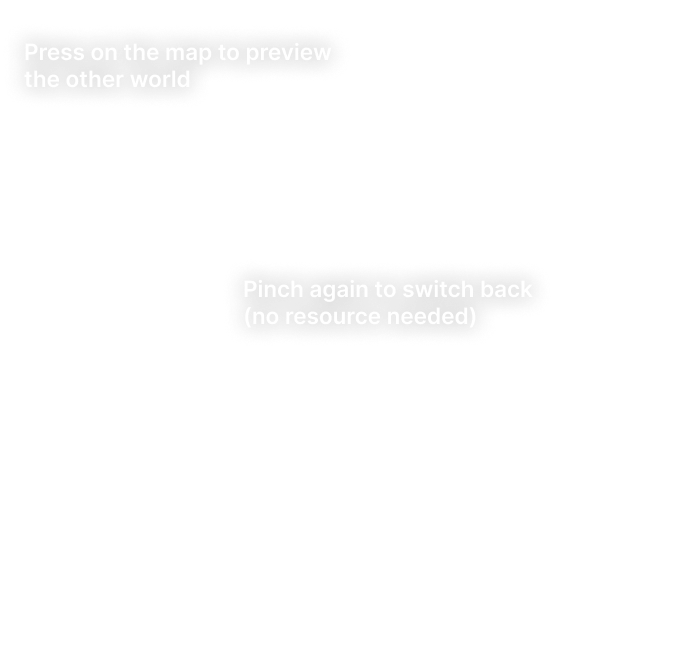 Press on the map to preview
the other world
Pinch again to switch back
(no resource needed)